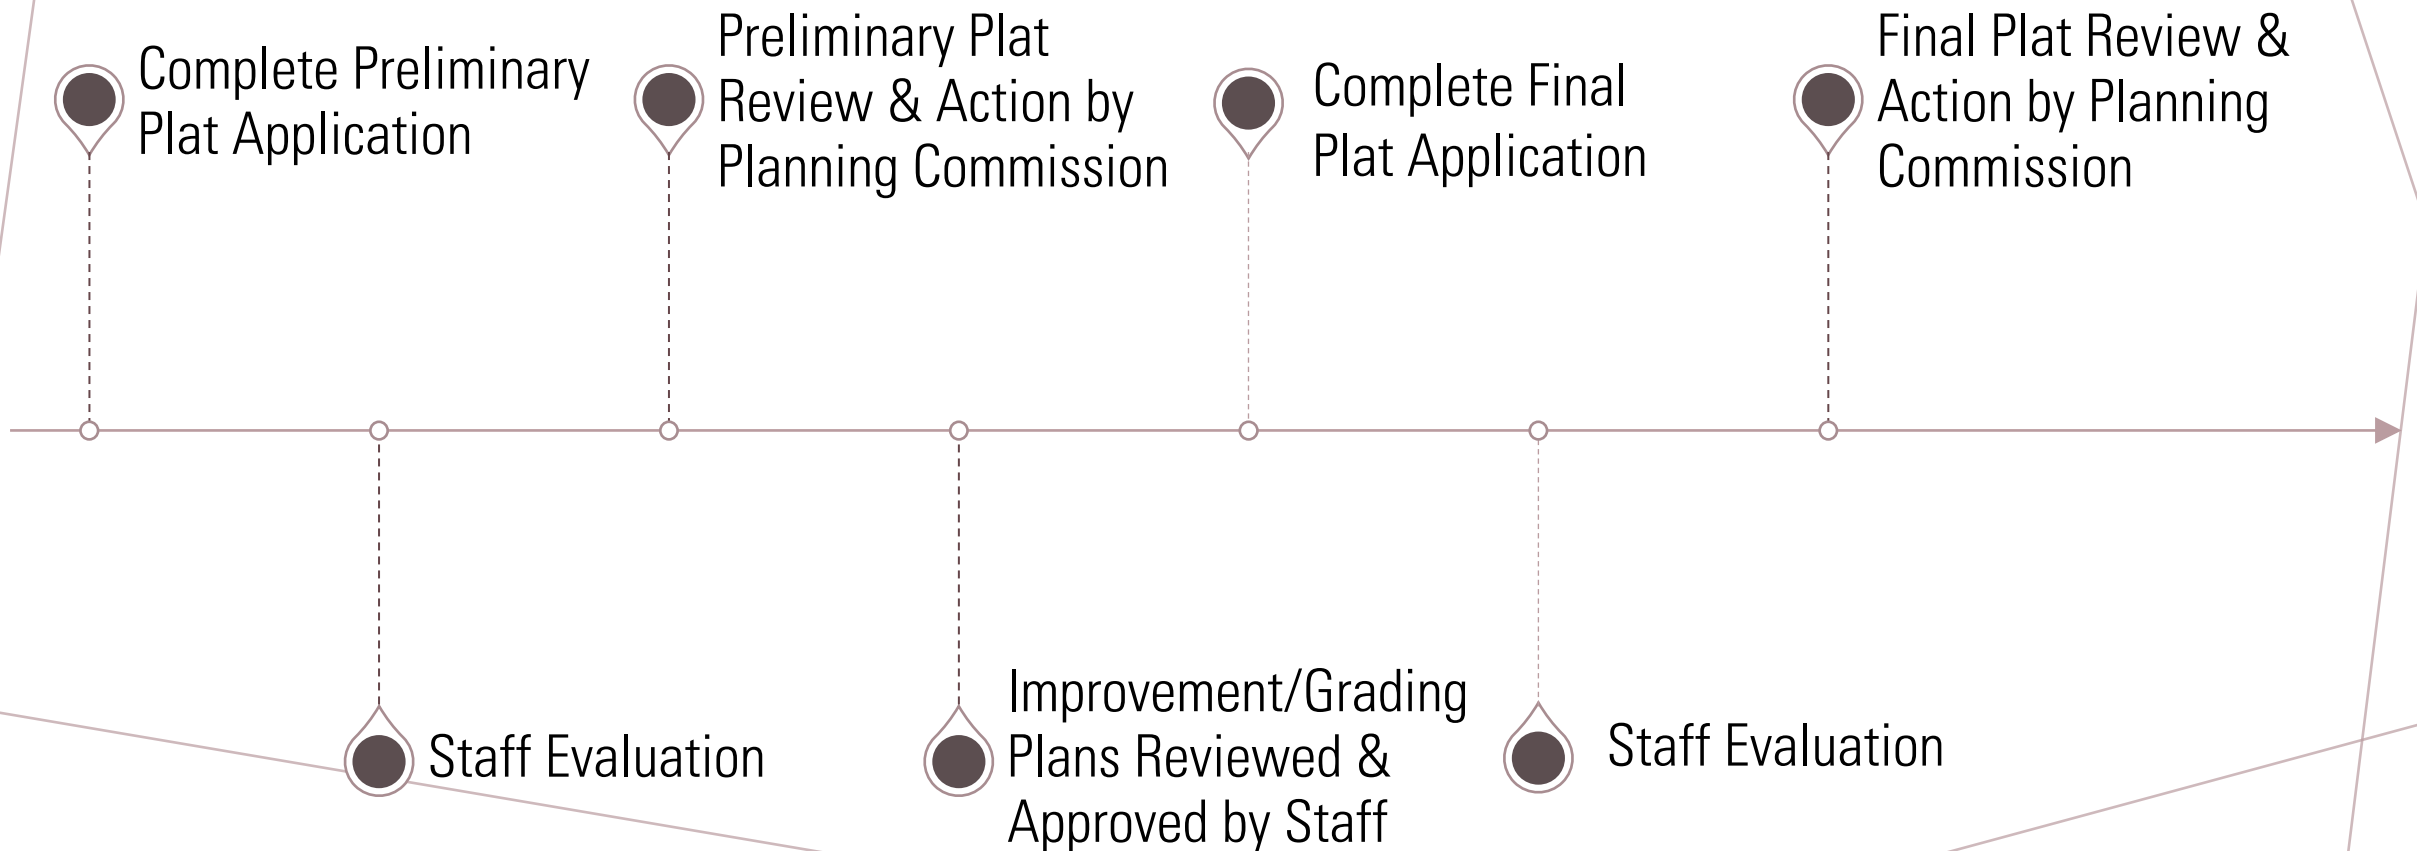 Complete Preliminary
Plat Application
Staff Evaluation
Preliminary Plat
Review & Action by
Planning Commission
Improvement/Grading
Plans Reviewed &
Approved by Staff
Complete Final
Plat Application
Staff Evaluation
Final Plat Review &
Action by Planning
Commission